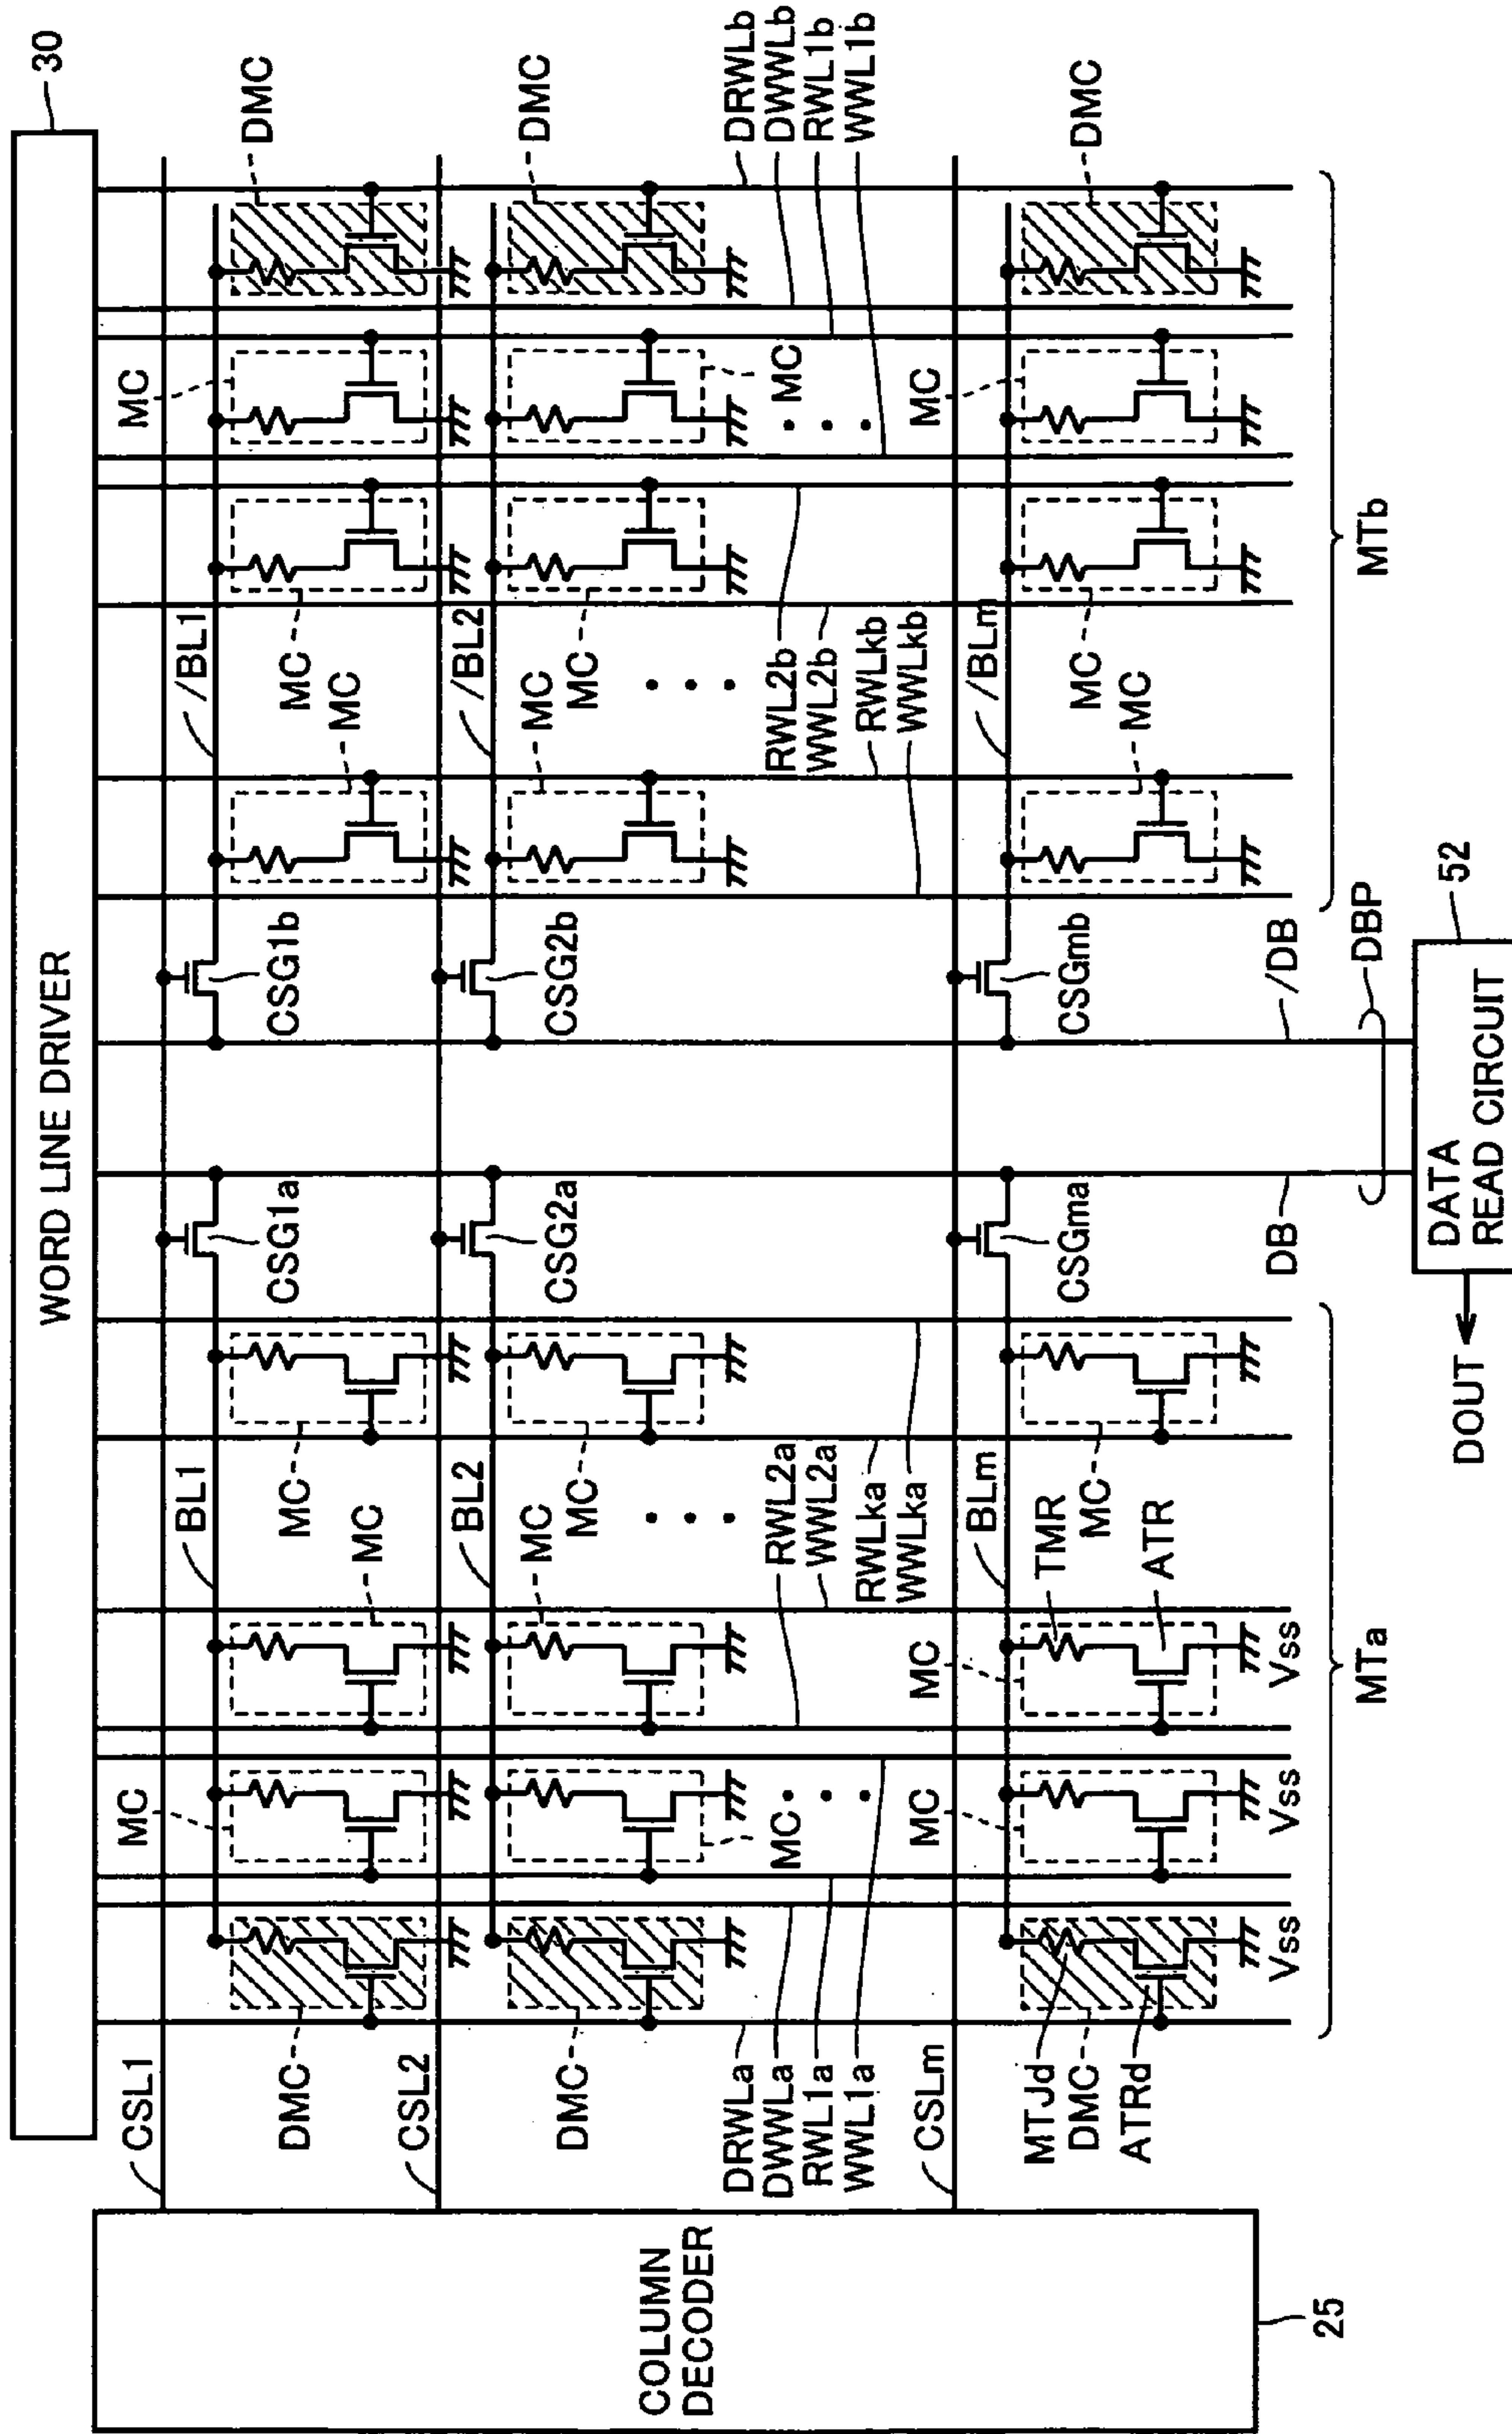 30
WORD LINE DRIVER
CSL1
BL1
CSG1a
CSG1b
/BL1
MC
MC
DMC
DMC
MC
MC
MC
MC
CSL2
BL2
CSG2a
CSG2b
/BL2
DMC
DMC
MC
MC
MC
MC
MC
MC
DRWLa
DWWLa
RWL1a
WWL1a
RWL2a
WWL2a
RWLka
WWLka
RWL2b
WWL2b
RWLkb
WWLkb
DRWLb
DWWLb
RWL1b
WWL1b
CSLm
BLm
CSGma
CSGmb
/BLm
MC
MC
MC
DMC
MTJd
DMC
ATRd
TMR
MC
ATR
MC
MC
Vss
Vss
Vss
DB
/DB
DBP
MTa
MTb
COLUMN
DECODER
25
DATA
READ CIRCUIT
52
DOUT